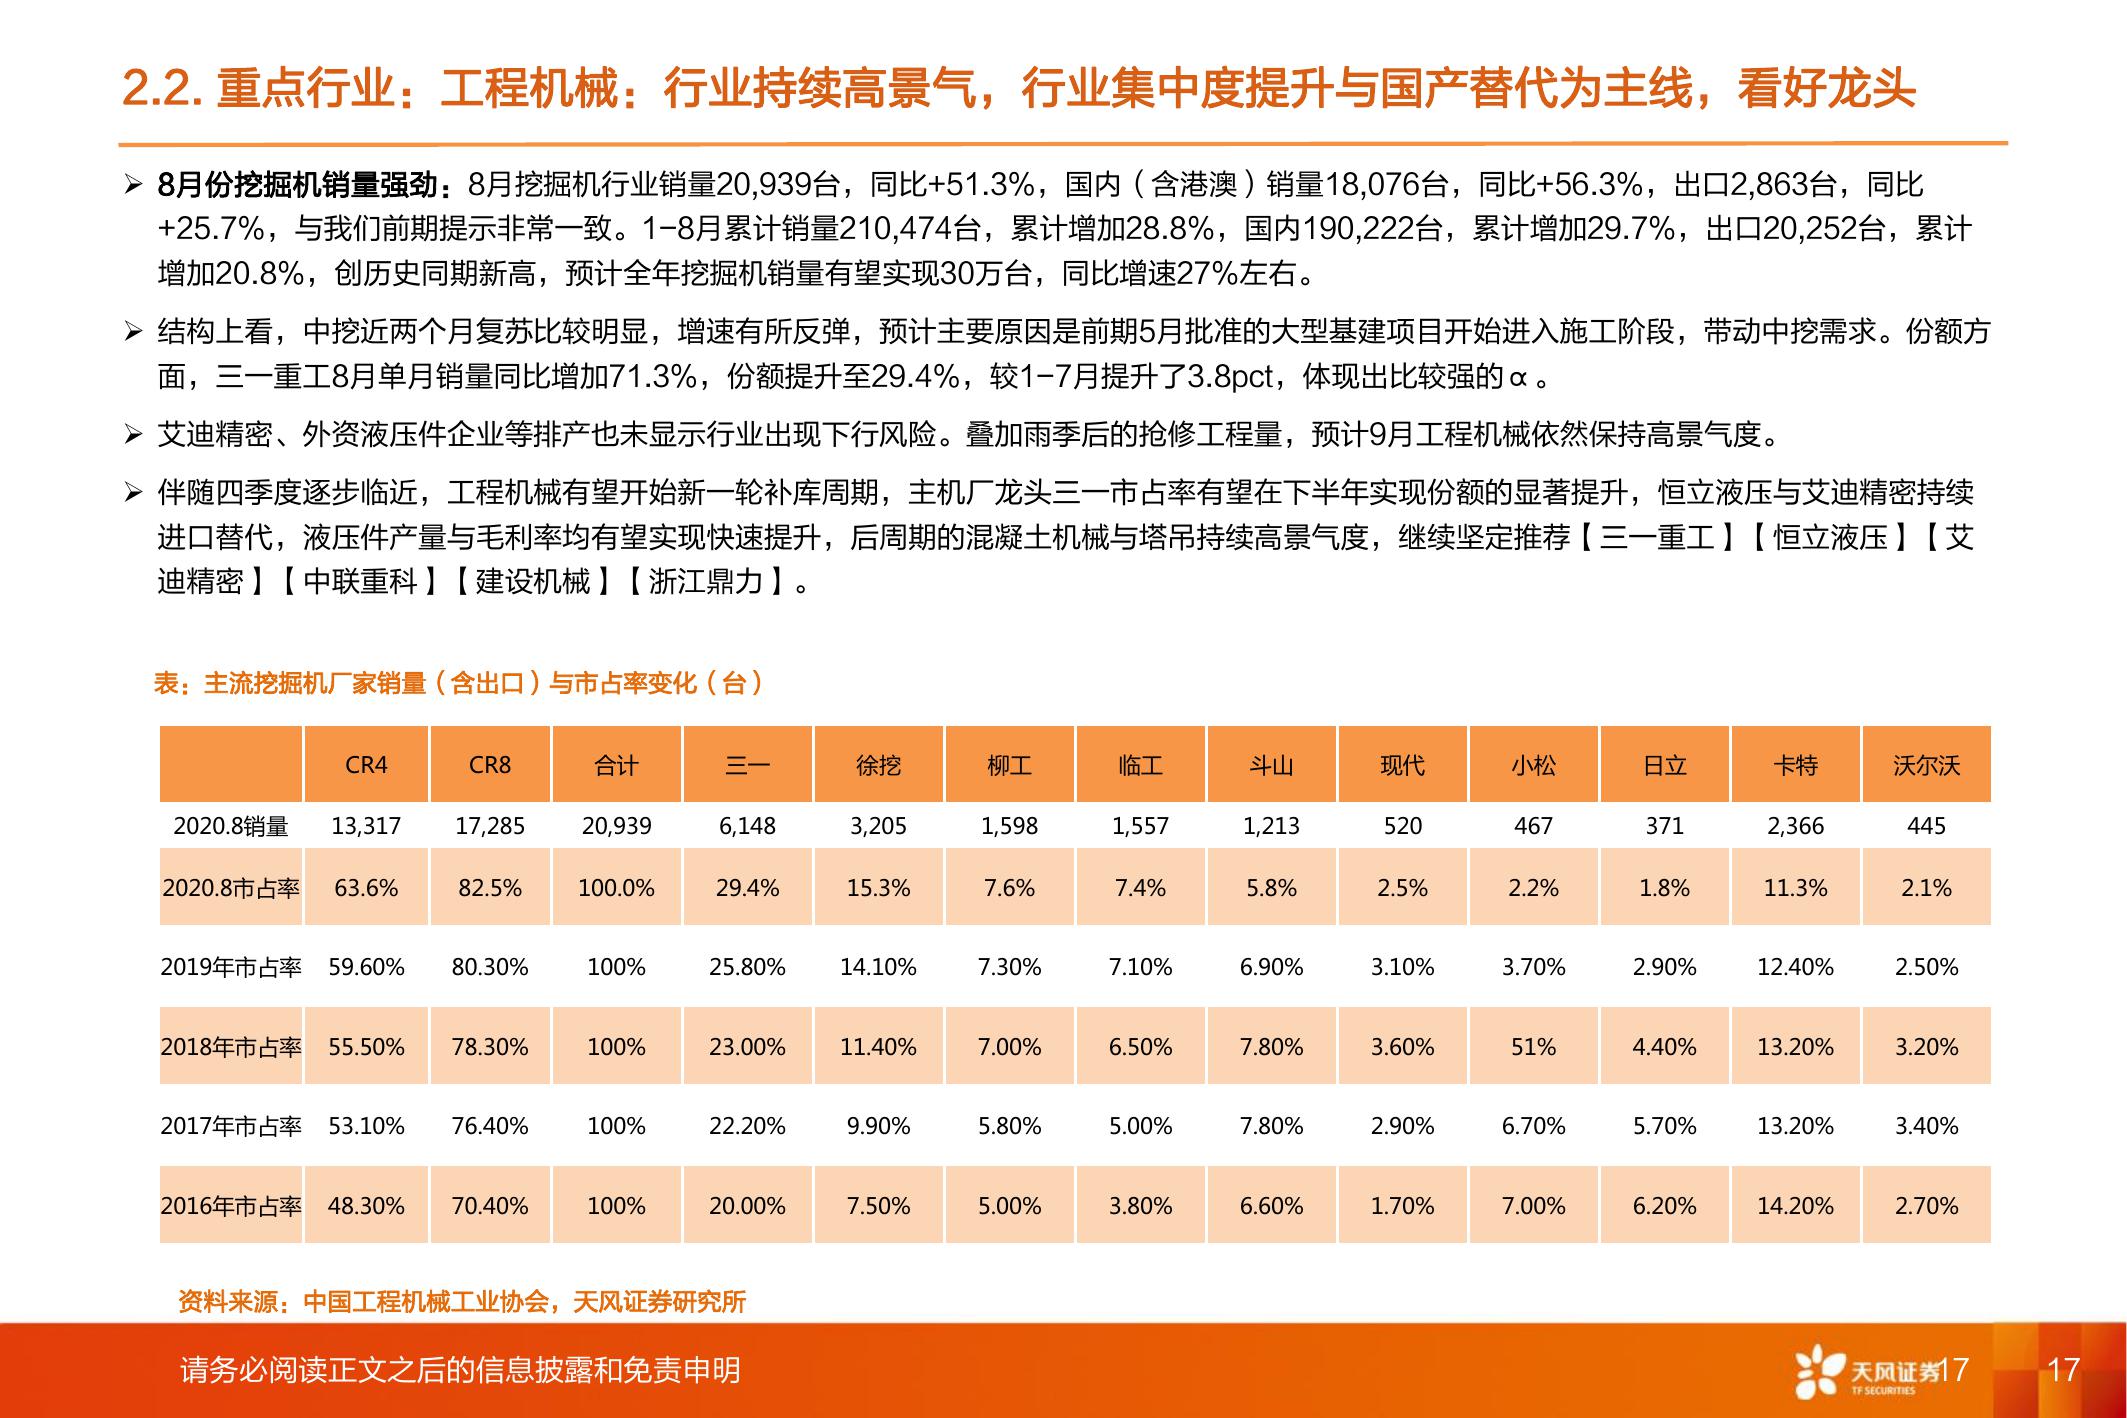 2.2. 重点行业：工程机械：行业持续高景气，行业集中度提升与国产替代为主线，看好龙头
➢ 8月份挖掘机销量强劲：8月挖掘机行业销量20,939台，同比+51.3%，国内（含港澳）销量18,076台，同比+56.3%，出口2,863台，同比
+25.7%，与我们前期提示非常一致。1-8月累计销量210,474台，累计增加28.8%，国内190,222台，累计增加29.7%，出口20,252台，累计
增加20.8%，创历史同期新高，预计全年挖掘机销量有望实现30万台，同比增速27%左右。
➢ 结构上看，中挖近两个月复苏比较明显，增速有所反弹，预计主要原因是前期5月批准的大型基建项目开始进入施工阶段，带动中挖需求。份额方
面，三一重工8月单月销量同比增加71.3%，份额提升至29.4%，较1-7月提升了3.8pct，体现出比较强的α。
➢ 艾迪精密、外资液压件企业等排产也未显示行业出现下行风险。叠加雨季后的抢修工程量，预计9月工程机械依然保持高景气度。
➢ 伴随四季度逐步临近，工程机械有望开始新一轮补库周期，主机厂龙头三一市占率有望在下半年实现份额的显著提升，恒立液压与艾迪精密持续
进口替代，液压件产量与毛利率均有望实现快速提升，后周期的混凝土机械与塔吊持续高景气度，继续坚定推荐【三一重工】【恒立液压】【艾
迪精密】【中联重科】【建设机械】【浙江鼎力】。
表：主流挖掘机厂家销量（含出口）与市占率变化（台）
CR4 CR8 合计 三一 徐挖 柳工 临工 斗山 现代 小松 日立 卡特 沃尔沃
2020.8销量 13,317 17,285 20,939 6,148 3,205 1,598 1,557 1,213 520 467 371 2,366 445
2020.8市占率 63.6% 82.5% 100.0% 29.4% 15.3% 7.6% 7.4% 5.8% 2.5% 2.2% 1.8% 11.3% 2.1%
2019年市占率 59.60% 80.30% 100% 25.80% 14.10% 7.30% 7.10% 6.90% 3.10% 3.70% 2.90% 12.40% 2.50%
2018年市占率 55.50% 78.30% 100% 23.00% 11.40% 7.00% 6.50% 7.80% 3.60% 51% 4.40% 13.20% 3.20%
2017年市占率 53.10% 76.40% 100% 22.20% 9.90% 5.80% 5.00% 7.80% 2.90% 6.70% 5.70% 13.20% 3.40%
2016年市占率 48.30% 70.40% 100% 20.00% 7.50% 5.00% 3.80% 6.60% 1.70% 7.00% 6.20% 14.20% 2.70%
资料来源：中国工程机械工业协会，天风证券研究所
请务必阅读正文之后的信息披露和免责申明
天风证券
TF SECURITIES
17
17